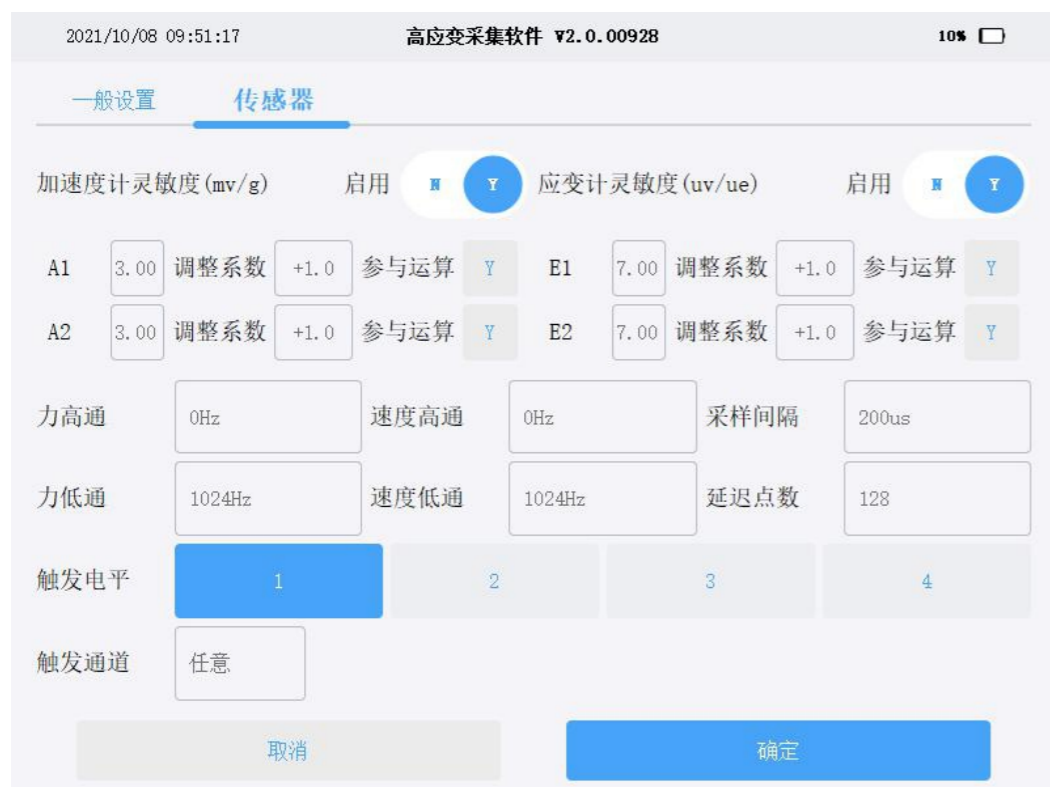 2021/10/08 09:51:17 高应变采集软件 V2.0.00928 10%
一般设置 传感器
加速度计灵敏度(mv/g) 启用 N Y 应变计灵敏度(uv/ue) 启用 N Y
A1 3.00 调整系数 +1.0 参与运算 Y E1 7.00 调整系数 +1.0 参与运算 Y
A2 3.00 调整系数 +1.0 参与运算 Y E2 7.00 调整系数 +1.0 参与运算 Y
力高通 0Hz 速度高通 0Hz 采样间隔 200us
力低通 1024Hz 速度低通 1024Hz 延迟点数 128
触发电平 1 2 3 4
触发通道 任意
取消 确定